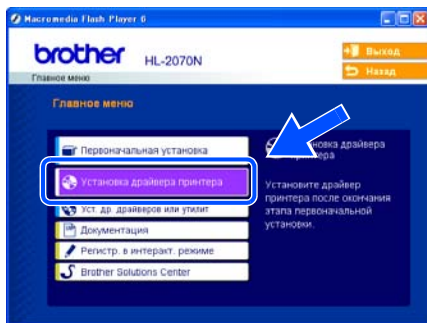 Macromedia Flash Player 6
brother HL-2070N
Выход
Назад
Главное меню
Главное меню
Первоначальная установка
Установка драйвера принтера
Уст. др. драйверов или утилит
Документация
Регистр. в интеракт. режиме
Brother Solutions Center
драйвера
Установите драйвер
принтера после окончания
этапа первоначальной
установки.